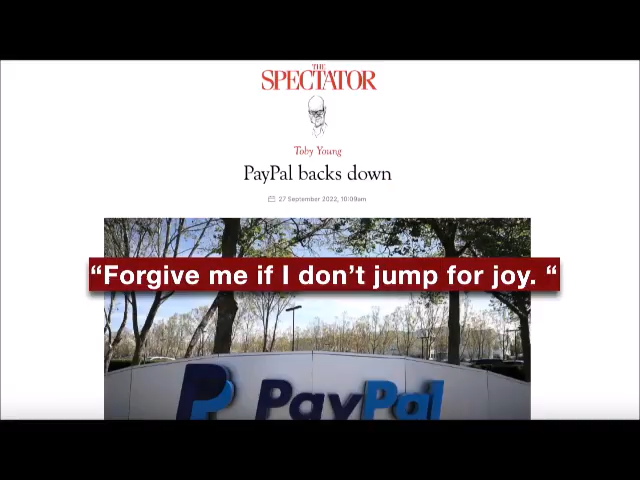 THE
SPECTATOR
Toby Young
PayPal backs down
27 September 2022, 10:09am
“Forgive me if I don’t jump for joy. “
PayPal